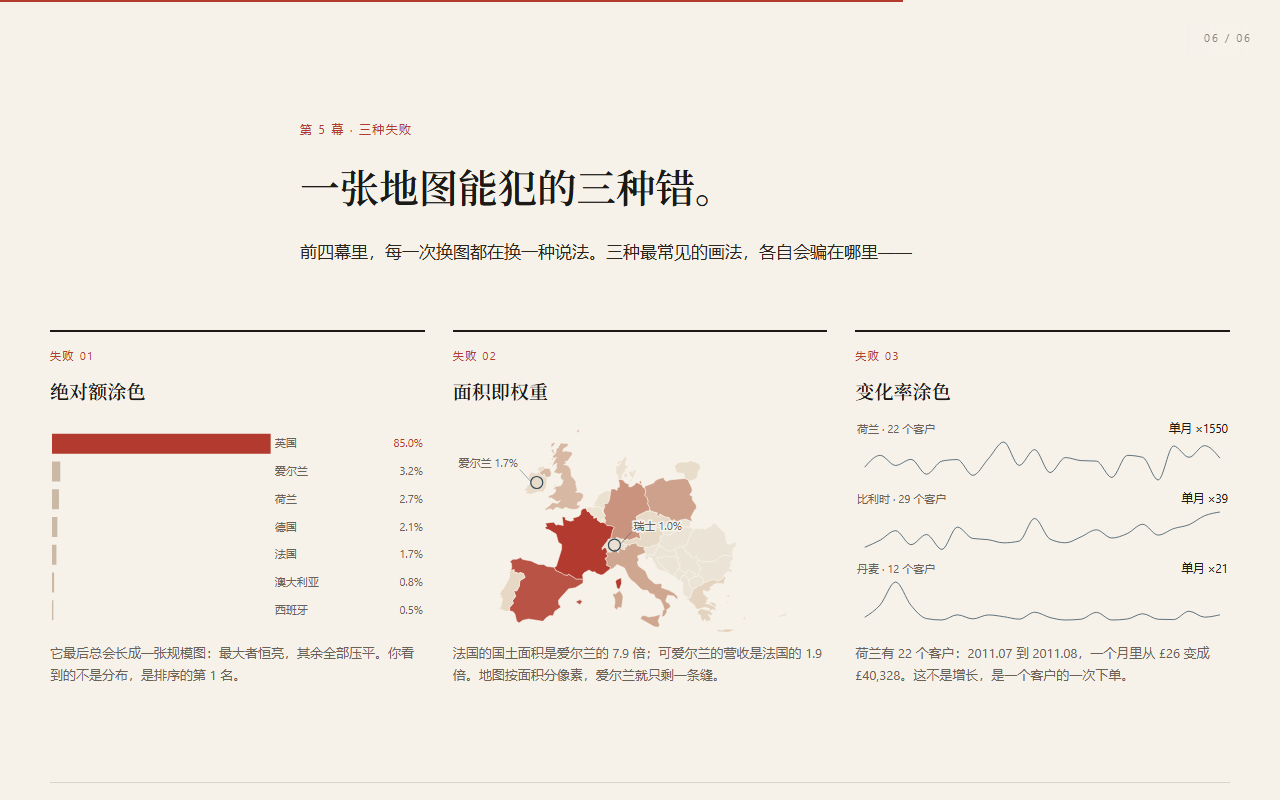 06 / 06
第 5 幕 · 三种失败
一张地图能犯的三种错。
前四幕里，每一次换图都在换一种说法。三种最常见的画法，各自会骗在哪里——
失败 01
绝对额涂色
英国 85.0%
爱尔兰 3.2%
荷兰 2.7%
德国 2.1%
法国 1.7%
澳大利亚 0.8%
西班牙 0.5%
它最后总会长成一张规模图：最大者恒亮，其余全部压平。你看
到的不是分布，是排序的第 1 名。
失败 02
面积即权重
爱尔兰 1.7%
瑞士 1.0%
法国的国土面积是爱尔兰的 7.9 倍；可爱尔兰的营收是法国的 1.9
倍。地图按面积分像素，爱尔兰就只剩一条缝。
失败 03
变化率涂色
荷兰 · 22 个客户 单月 ×1550
比利时 · 29 个客户 单月 ×39
丹麦 · 12 个客户 单月 ×21
荷兰有 22 个客户：2011.07 到 2011.08，一个月里从 £26 变成
£40,328。这不是增长，是一个客户的一次下单。